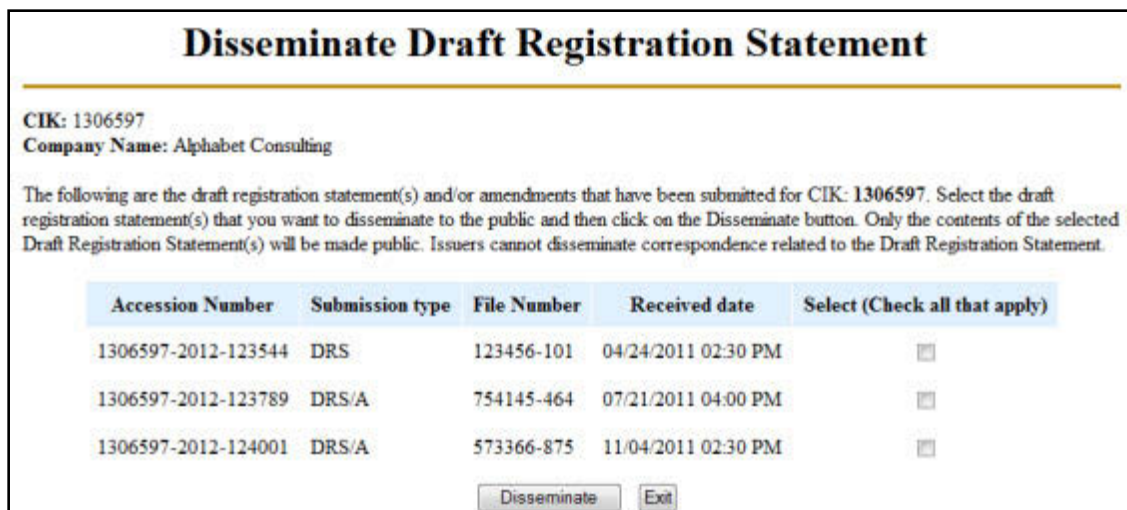 Disseminate Draft Registration Statement
CIK: 1306597
Company Name: Alphabet Consulting
The following are the draft registration statement(s) and/or amendments that have been submitted for CIK: 1306597. Select the draft
registration statement(s) that you want to disseminate to the public and then click on the Disseminate button. Only the contents of the selected
Draft Registration Statement(s) will be made public. Issuers cannot disseminate correspondence related to the Draft Registration Statement.
Accession Number Submission type File Number Received date Select (Check all that apply)
1306597-2012-123544 DRS 123456-101 04/24/2011 02:30 PM
1306597-2012-123789 DRS/A 754145-464 07/21/2011 04:00 PM
1306597-2012-124001 DRS/A 573366-875 11/04/2011 02:30 PM
Disseminate Exit